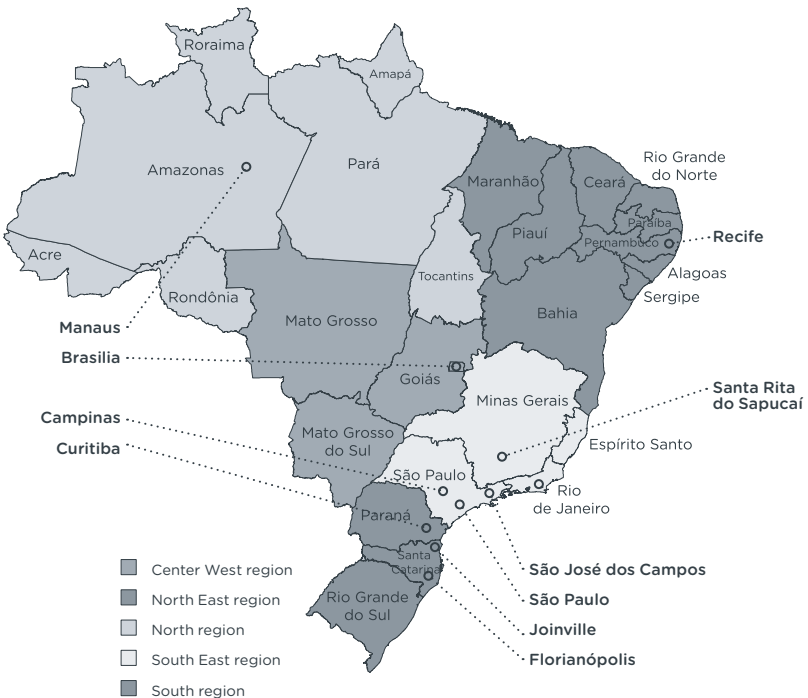 Roraima
Amapá
Amazonas
Pará
Maranhão
Ceará
Rio Grande
do Norte
Paraíba
Piauí
Pernambuco
Recife
Acre
Rondônia
Tocantins
Alagoas
Sergipe
Mato Grosso
Bahia
Manaus
Brasilia
Goiás
Minas Gerais
Santa Rita
do Sapucaí
Campinas
Curitiba
Mato Grosso
do Sul
Espírito Santo
São Paulo
Rio
de Janeiro
Paraná
Santa
Catarina
Rio Grande
do Sul
São José dos Campos
São Paulo
Joinville
Florianópolis
Center West region
North East region
North region
South East region
South region